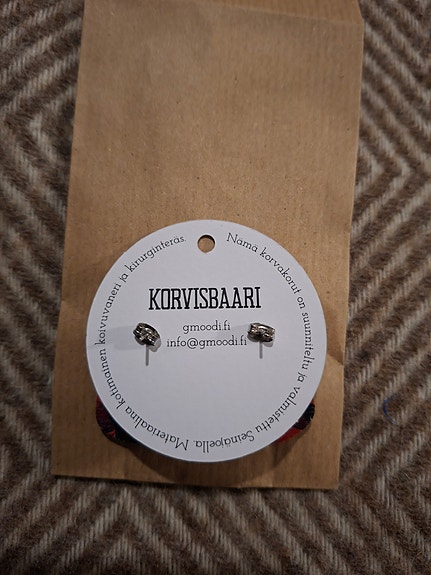 Nämä korvakorut on suunniteltu ja valmistettu Seinäjoella. Materiaalina kotimainen koivuvaneri ja kirurginteräs.
KORVISBAARI
gmoodi.fi
info@gmoodi.fi